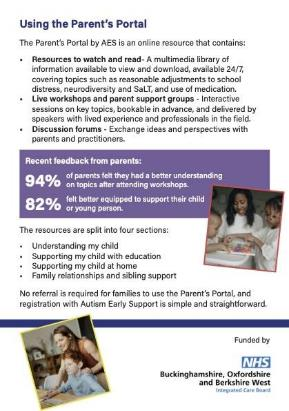 Using the Parent's Portal
The Parent's Portal by AES is an online resource that contains:
• Resources to watch and read- A multimedia library of
information available to view and download, available 24/7,
covering topics such as reasonable adjustments to school
distress, neurodiversity and SaLT, and use of medication.
• Live workshops and parent support groups - Interactive
sessions on key topics, bookable in advance, and delivered by
speakers with lived experience and professionals in the field.
• Discussion forums - Exchange ideas and perspectives with
parents and practitioners.
Recent feedback from parents:
94% of parents felt they had a better understanding
on topics after attending workshops.
82% felt better equipped to support their child
or young person.
The resources are split into four sections:
• Understanding my child
• Supporting my child with education
• Supporting my child at home
• Family relationships and sibling support
No referral is required for families to use the Parent's Portal, and
registration with Autism Early Support is simple and straightforward.
Funded by
NHS
Buckinghamshire, Oxfordshire
and Berkshire West
Integrated Care Board